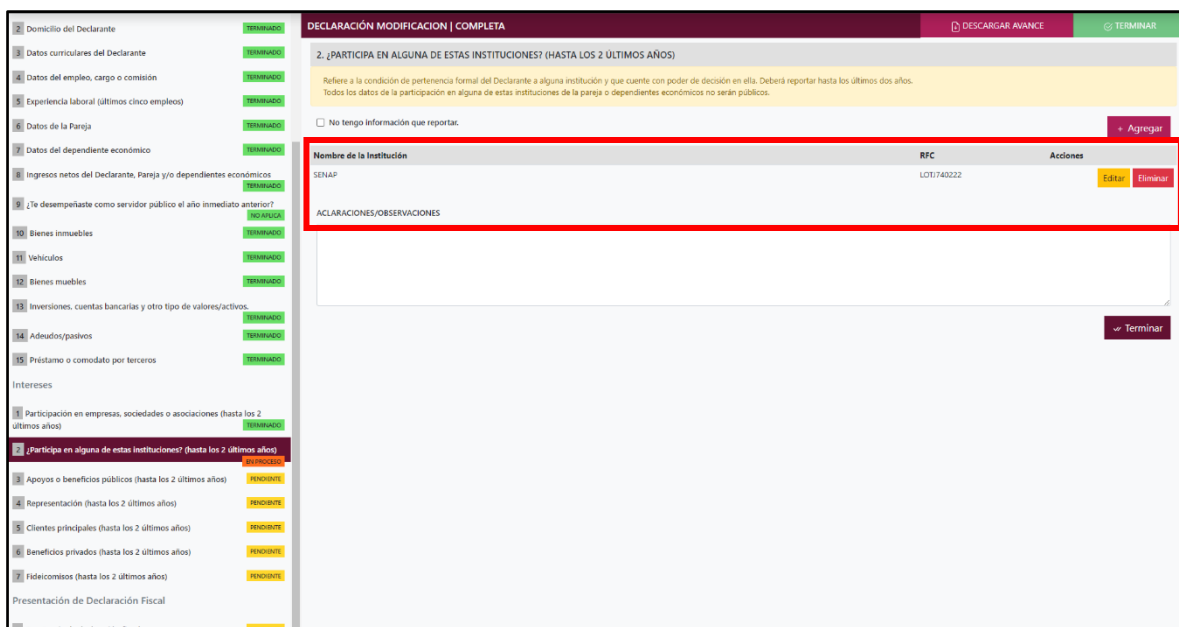 2 Domicilio del Declarante TERMINADO
3 Datos curriculares del Declarante TERMINADO
4 Datos del empleo, cargo o comisión TERMINADO
5 Experiencia laboral (últimos cinco empleos) TERMINADO
6 Datos de la Pareja TERMINADO
7 Datos del dependiente económico TERMINADO
8 Ingresos netos del Declarante, Pareja y/o dependientes económicos
TERMINADO
9 ¿Te desempeñaste como servidor público el año inmediato anterior?
NO APLICA
10 Bienes inmuebles TERMINADO
11 Vehículos TERMINADO
12 Bienes muebles TERMINADO
13 Inversiones, cuentas bancarias y otro tipo de valores/activos.
TERMINADO
14 Adeudos/pasivos TERMINADO
15 Préstamo o comodato por terceros TERMINADO
Intereses
1 Participación en empresas, sociedades o asociaciones (hasta los 2
últimos años) TERMINADO
2 ¿Participa en alguna de estas instituciones? (hasta los 2 últimos años)
EN PROCESO
3 Apoyos o beneficios públicos (hasta los 2 últimos años) PENDIENTE
4 Representación (hasta los 2 últimos años) PENDIENTE
5 Clientes principales (hasta los 2 últimos años) PENDIENTE
6 Beneficios privados (hasta los 2 últimos años) PENDIENTE
7 Fideicomisos (hasta los 2 últimos años) PENDIENTE
Presentación de Declaración Fiscal
DECLARACIÓN MODIFICACION | COMPLETA DESCARGAR AVANCE TERMINAR
2. ¿PARTICIPA EN ALGUNA DE ESTAS INSTITUCIONES? (HASTA LOS 2 ÚLTIMOS AÑOS)
Refiere a la condición de pertenencia formal del Declarante a alguna institución y que cuente con poder de decisión en ella. Deberá reportar hasta los últimos dos años.
Todos los datos de la participación en alguna de estas instituciones de la pareja o dependientes económicos no serán públicos.
No tengo información que reportar.
+ Agregar
Nombre de la Institución RFC Acciones
SENAP LOTJ740222 Editar Eliminar
ACLARACIONES/OBSERVACIONES
Terminar